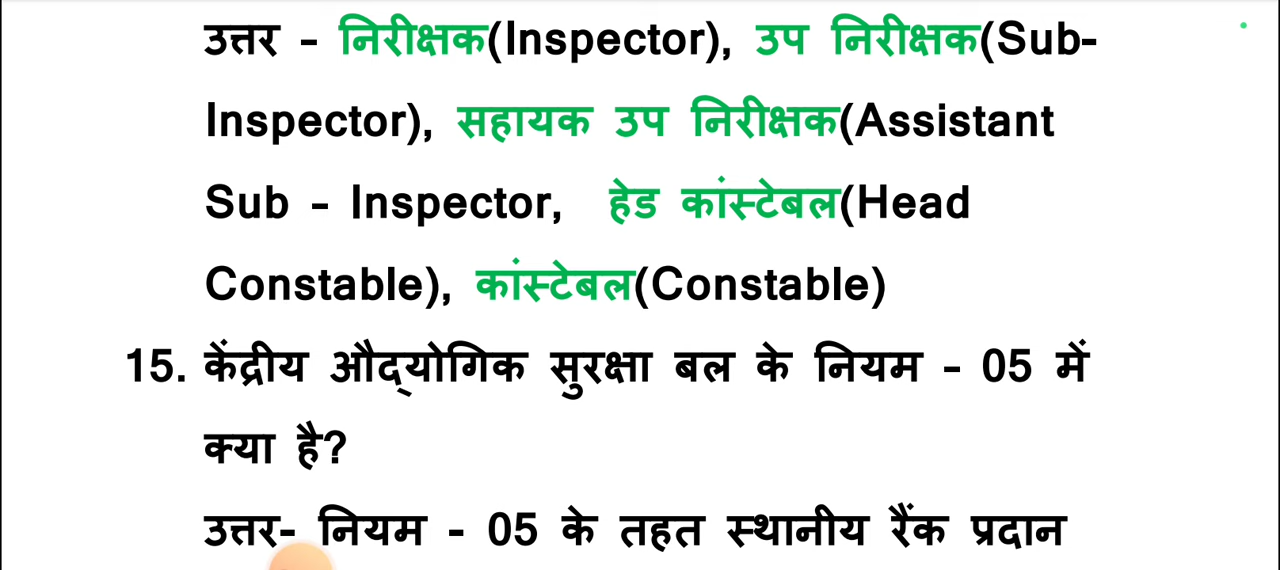 उत्तर - निरीक्षक(Inspector), उप निरीक्षक(Sub-
Inspector), सहायक उप निरीक्षक(Assistant
Sub - Inspector, हेड कांस्टेबल(Head
Constable), कांस्टेबल(Constable)
15. केंद्रीय औद्योगिक सुरक्षा बल के नियम - 05 में
क्या है?
उत्तर- नियम - 05 के तहत स्थानीय रैंक प्रदान